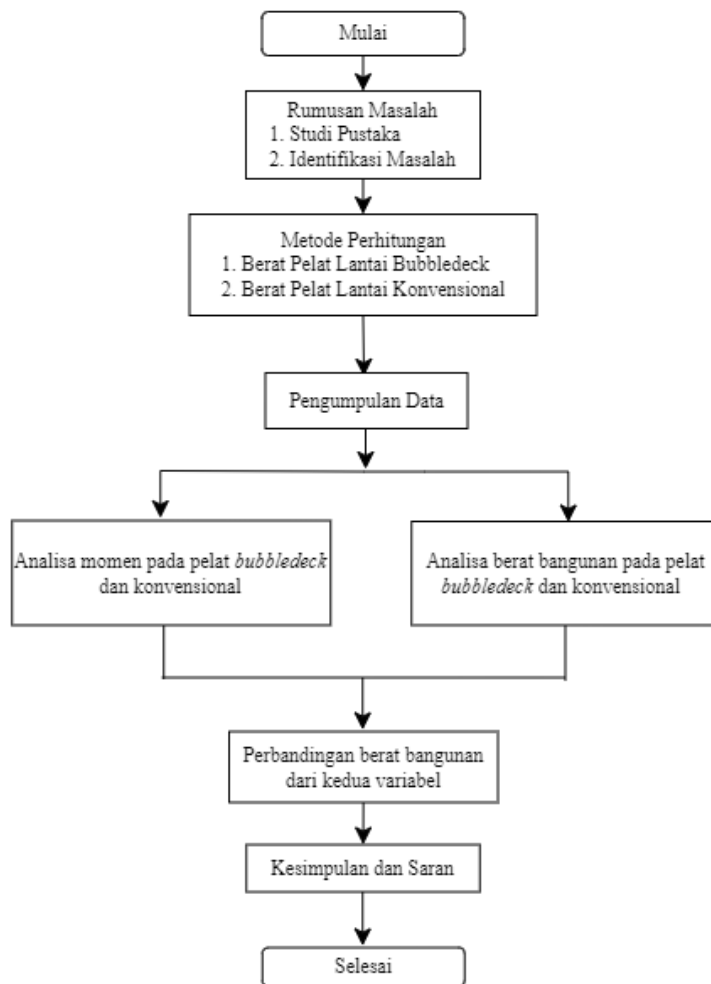 Mulai
Rumusan Masalah
1. Studi Pustaka
2. Identifikasi Masalah
Metode Perhitungan
1. Berat Pelat Lantai Bubbledeck
2. Berat Pelat Lantai Konvensional
Pengumpulan Data
Analisa momen pada pelat bubbledeck
dan konvensional
Analisa berat bangunan pada pelat
bubbledeck dan konvensional
Perbandingan berat bangunan
dari kedua variabel
Kesimpulan dan Saran
Selesai